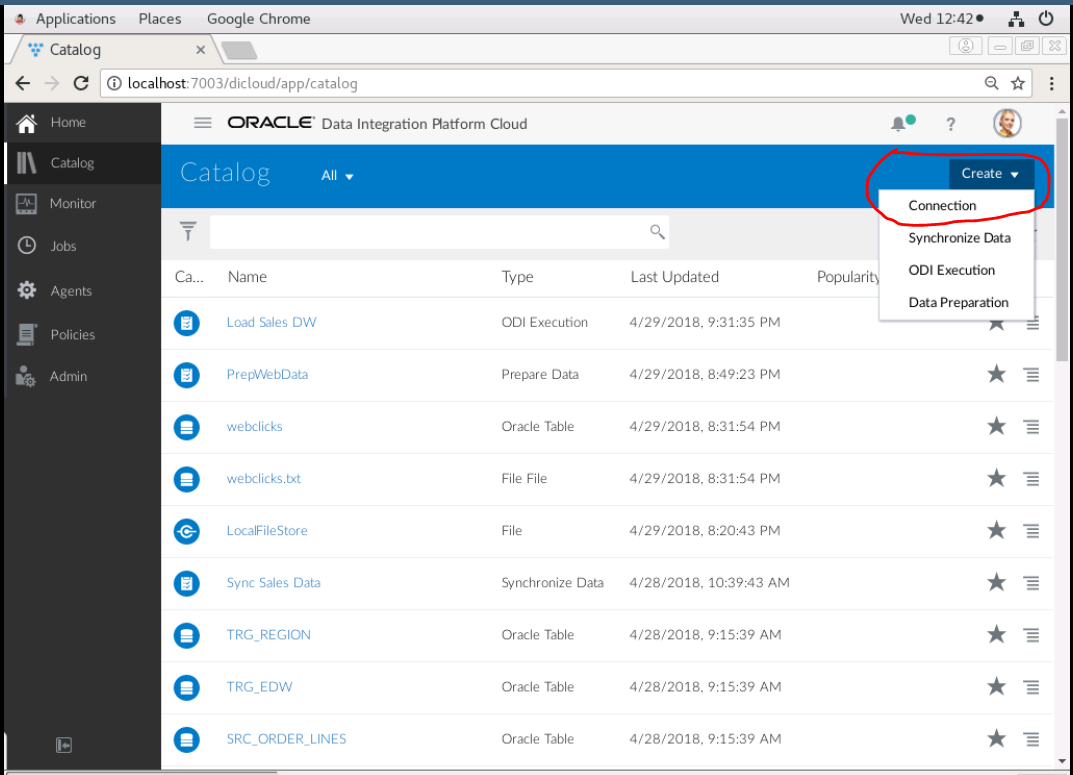 Applications Places Google Chrome Wed 12:42
Catalog
localhost:7003/dicloud/app/catalog
Home
ORACLE Data Integration Platform Cloud
?
Catalog
Catalog All
Create
Monitor
Connection
Jobs
Synchronize Data
ODI Execution
Data Preparation
Agents
Policies
Admin
Ca... Name Type Last Updated Popularity
Load Sales DW ODI Execution 4/29/2018, 9:31:35 PM
PrepWebData Prepare Data 4/29/2018, 8:49:23 PM
webclicks Oracle Table 4/29/2018, 8:31:54 PM
webclicks.txt File File 4/29/2018, 8:31:54 PM
LocalFileStore File 4/29/2018, 8:20:43 PM
Sync Sales Data Synchronize Data 4/28/2018, 10:39:43 AM
TRG_REGION Oracle Table 4/28/2018, 9:15:39 AM
TRG_EDW Oracle Table 4/28/2018, 9:15:39 AM
SRC_ORDER_LINES Oracle Table 4/28/2018, 9:15:39 AM